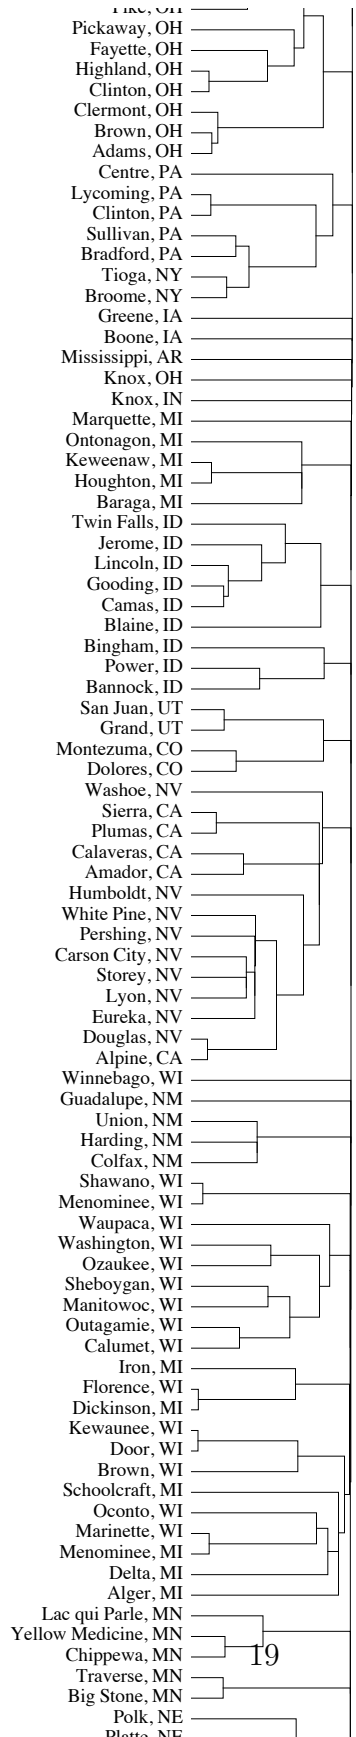 Pike, OH
Pickaway, OH
Fayette, OH
Highland, OH
Clinton, OH
Clermont, OH
Brown, OH
Adams, OH
Centre, PA
Lycoming, PA
Clinton, PA
Sullivan, PA
Bradford, PA
Tioga, NY
Broome, NY
Greene, IA
Boone, IA
Mississippi, AR
Knox, OH
Knox, IN
Marquette, MI
Ontonagon, MI
Keweenaw, MI
Houghton, MI
Baraga, MI
Twin Falls, ID
Jerome, ID
Lincoln, ID
Gooding, ID
Camas, ID
Blaine, ID
Bingham, ID
Power, ID
Bannock, ID
San Juan, UT
Grand, UT
Montezuma, CO
Dolores, CO
Washoe, NV
Sierra, CA
Plumas, CA
Calaveras, CA
Amador, CA
Humboldt, NV
White Pine, NV
Pershing, NV
Carson City, NV
Storey, NV
Lyon, NV
Eureka, NV
Douglas, NV
Alpine, CA
Winnebago, WI
Guadalupe, NM
Union, NM
Harding, NM
Colfax, NM
Shawano, WI
Menominee, WI
Waupaca, WI
Washington, WI
Ozaukee, WI
Sheboygan, WI
Manitowoc, WI
Outagamie, WI
Calumet, WI
Iron, MI
Florence, WI
Dickinson, MI
Kewaunee, WI
Door, WI
Brown, WI
Schoolcraft, MI
Oconto, WI
Marinette, WI
Menominee, MI
Delta, MI
Alger, MI
Lac qui Parle, MN
Yellow Medicine, MN
Chippewa, MN
19
Traverse, MN
Big Stone, MN
Polk, NE
Platte, NE